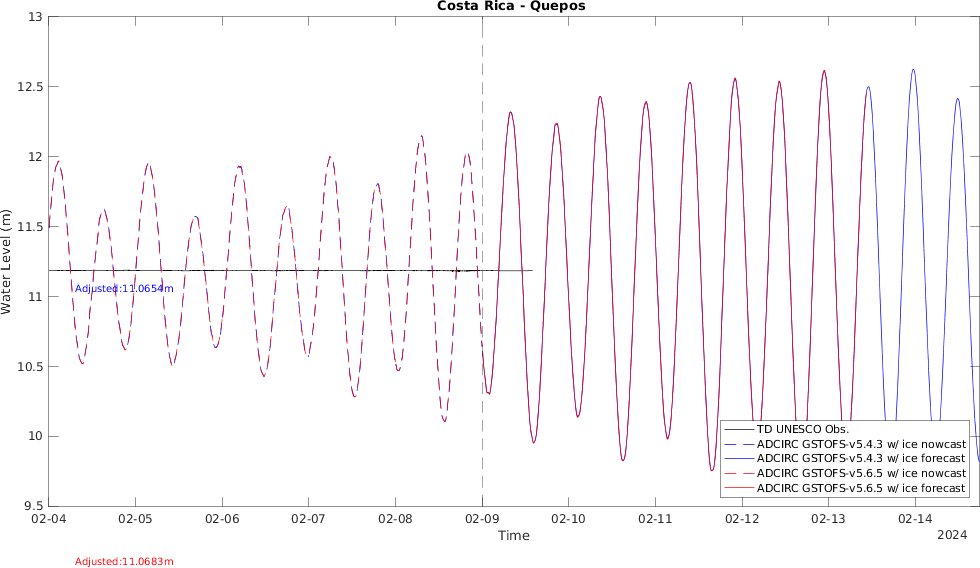 Costa Rica - Quepos
13
12.5
12
11.5
11
10.5
10
9.5
Water Level (m)
Adjusted:11.0654m
TD UNESCO Obs.
ADCIRC GSTOFS-v5.4.3 w/ ice nowcast
ADCIRC GSTOFS-v5.4.3 w/ ice forecast
ADCIRC GSTOFS-v5.6.5 w/ ice nowcast
ADCIRC GSTOFS-v5.6.5 w/ ice forecast
02-04 02-05 02-06 02-07 02-08 02-09 02-10 02-11 02-12 02-13 02-14
Time
2024
Adjusted:11.0683m